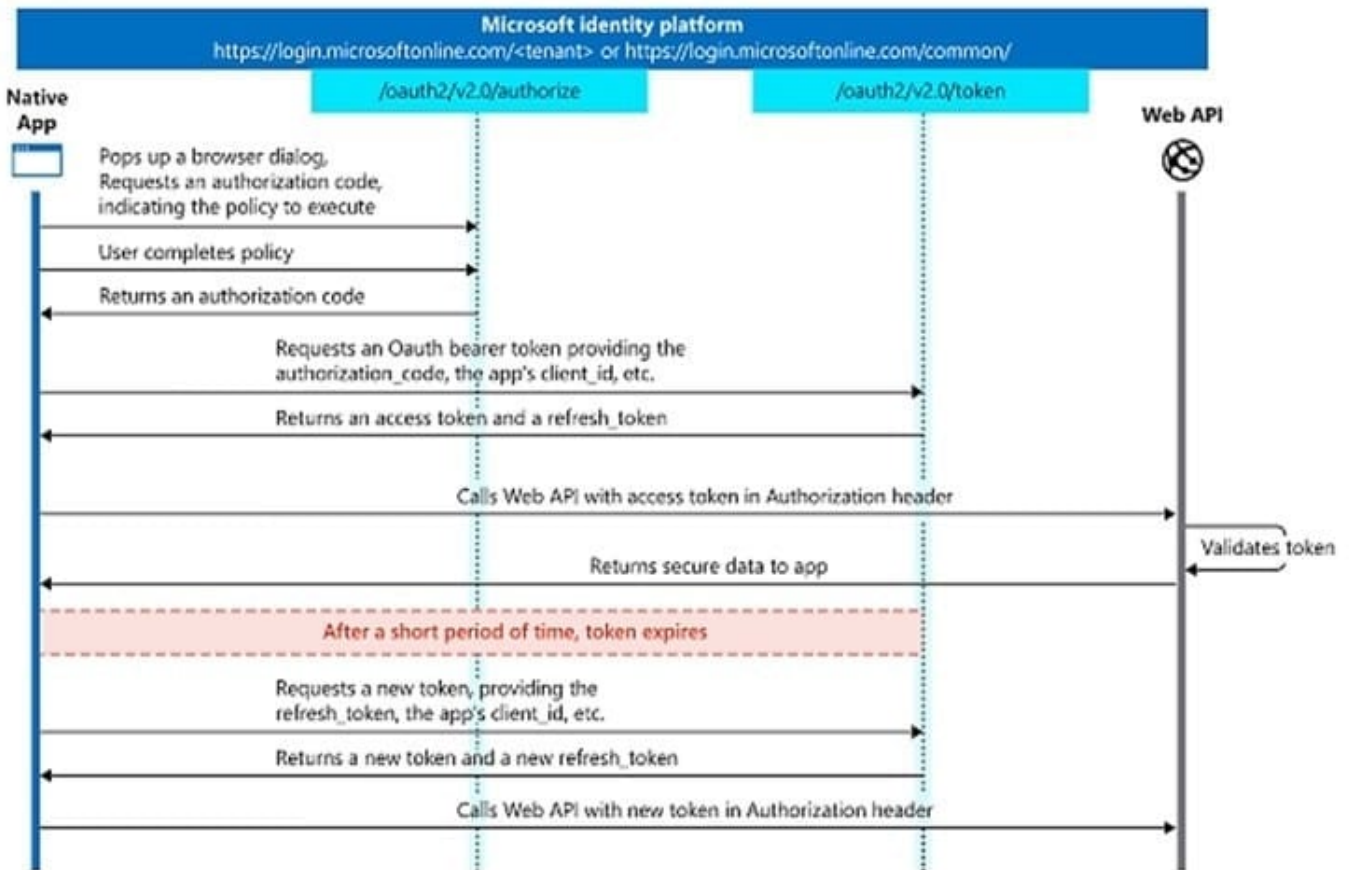 Microsoft identity platform
https://login.microsoftonline.com/<tenant> or https://login.microsoftonline.com/common/
/oauth2/v2.0/authorize
/oauth2/v2.0/token
Native
App
Web API
Pops up a browser dialog,
Requests an authorization code,
indicating the policy to execute
User completes policy
Returns an authorization code
Requests an Oauth bearer token providing the
authorization_code, the app's client_id, etc.
Returns an access token and a refresh_token
Calls Web API with access token in Authorization header
Validates token
Returns secure data to app
After a short period of time, token expires
Requests a new token, providing the
refresh_token, the app's client_id, etc.
Returns a new token and a new refresh_token
Calls Web API with new token in Authorization header